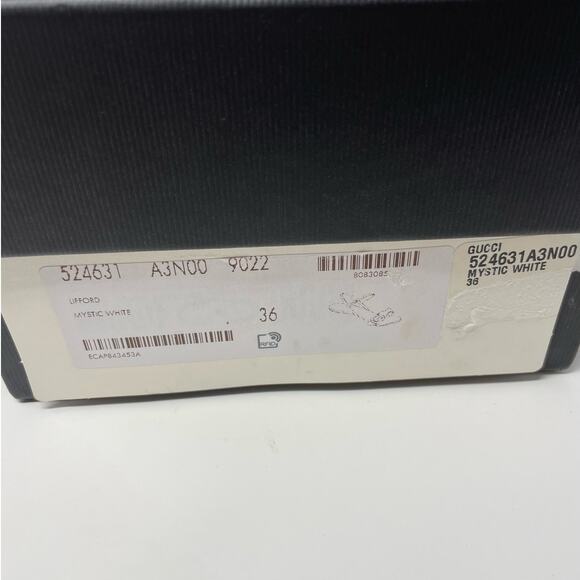 524631 A3N00 9022
8083085
LIFFORD
MYSTIC WHITE 36
ECAP843453A
RFID
GUCCI
524631A3N00
MYSTIC WHITE
36